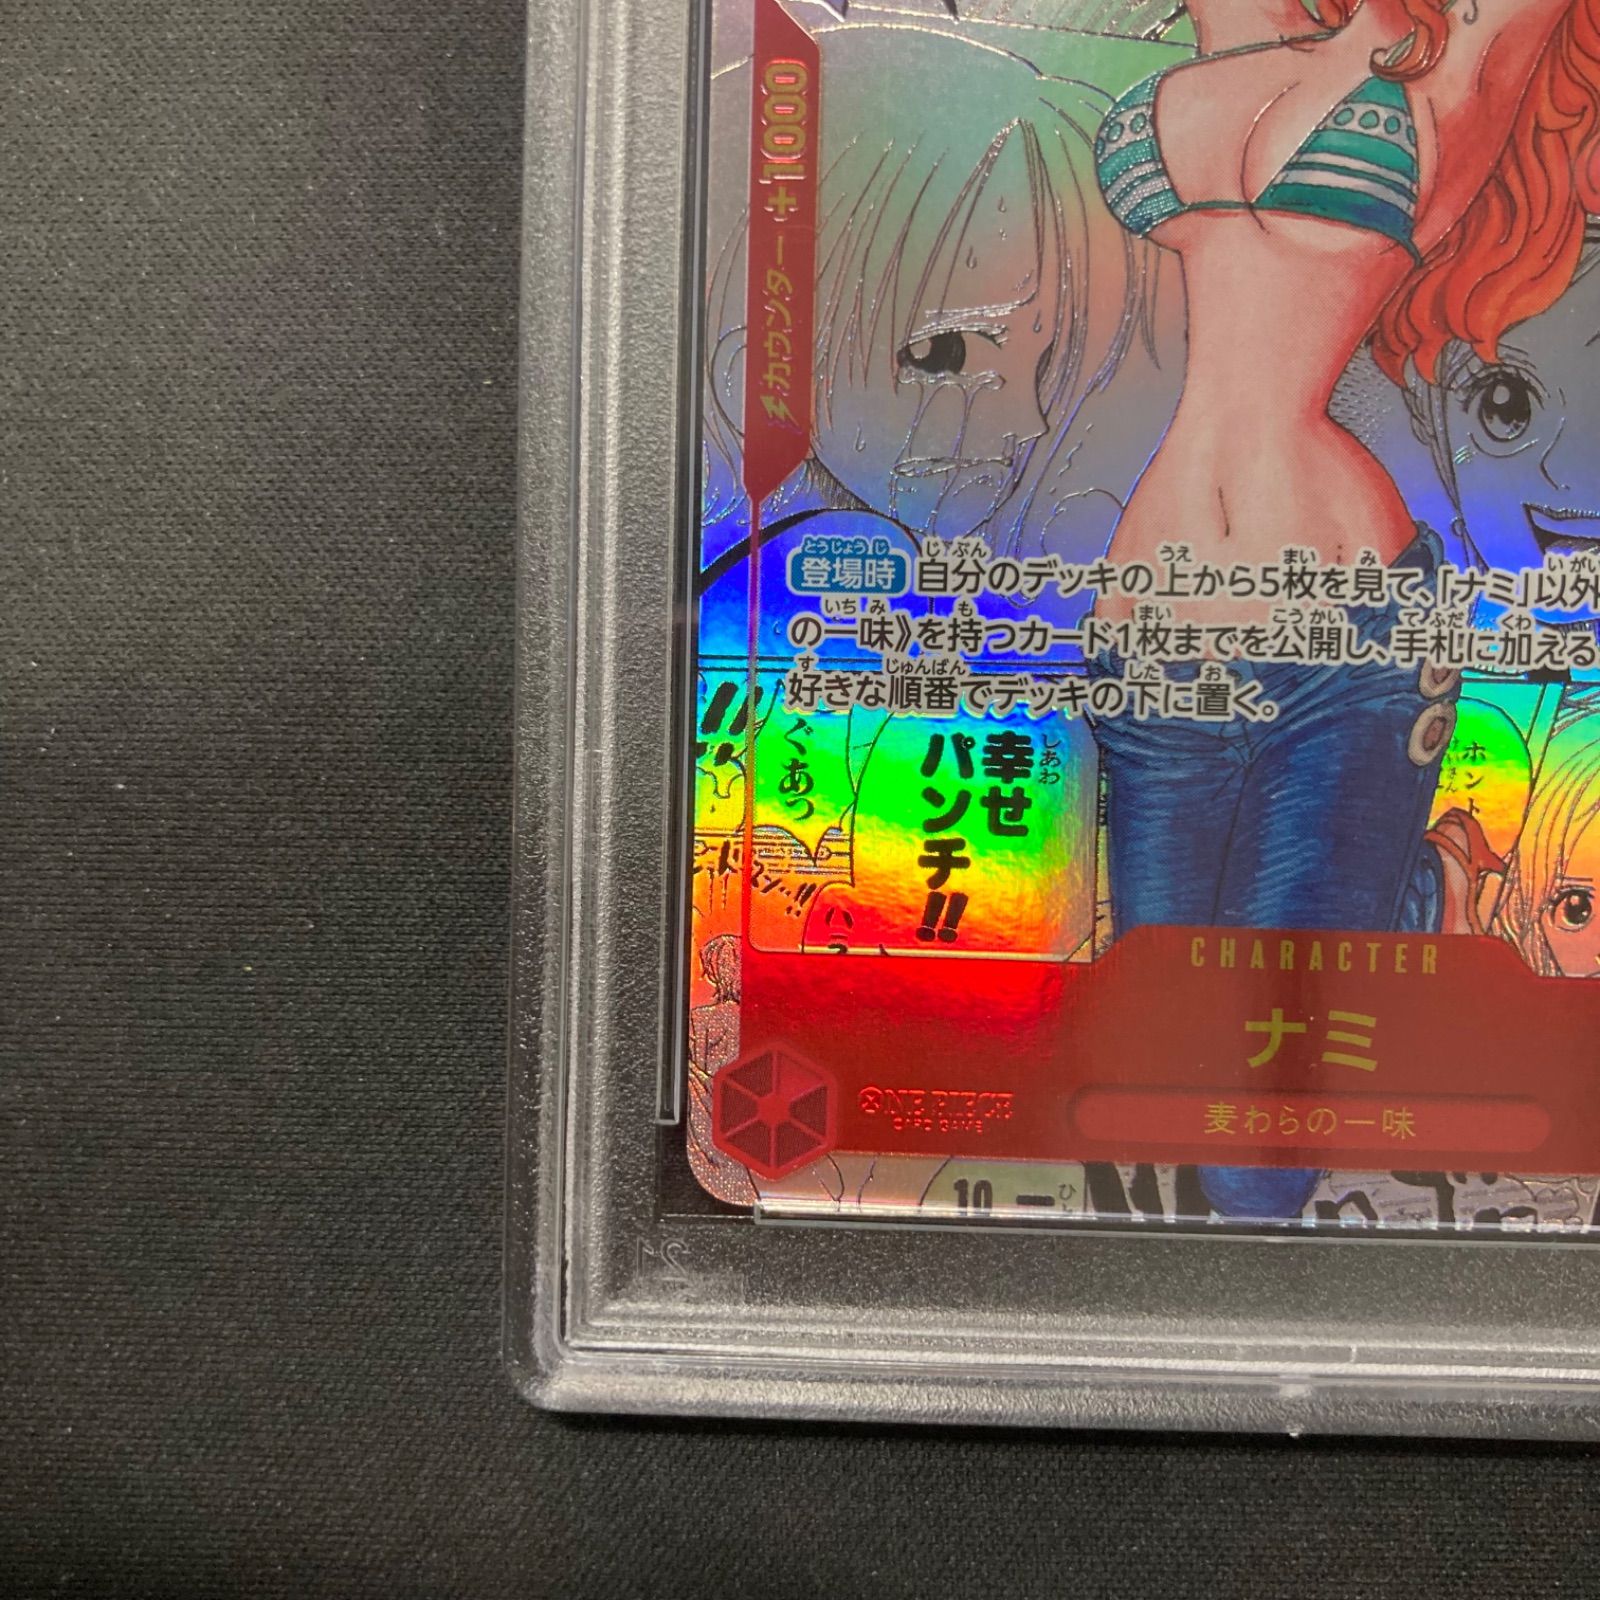 カウンター +1000
登場時 自分のデッキの上から5枚を見て、「ナミ」以外
の一味》を持つカード1枚までを公開し、手札に加える
好きな順番でデッキの下に置く。
幸せ
パンチ!!
ぐあっ
ホント
CHARACTER
ナミ
ONE PIECE
CARD GAME
麦わらの一味
10
21